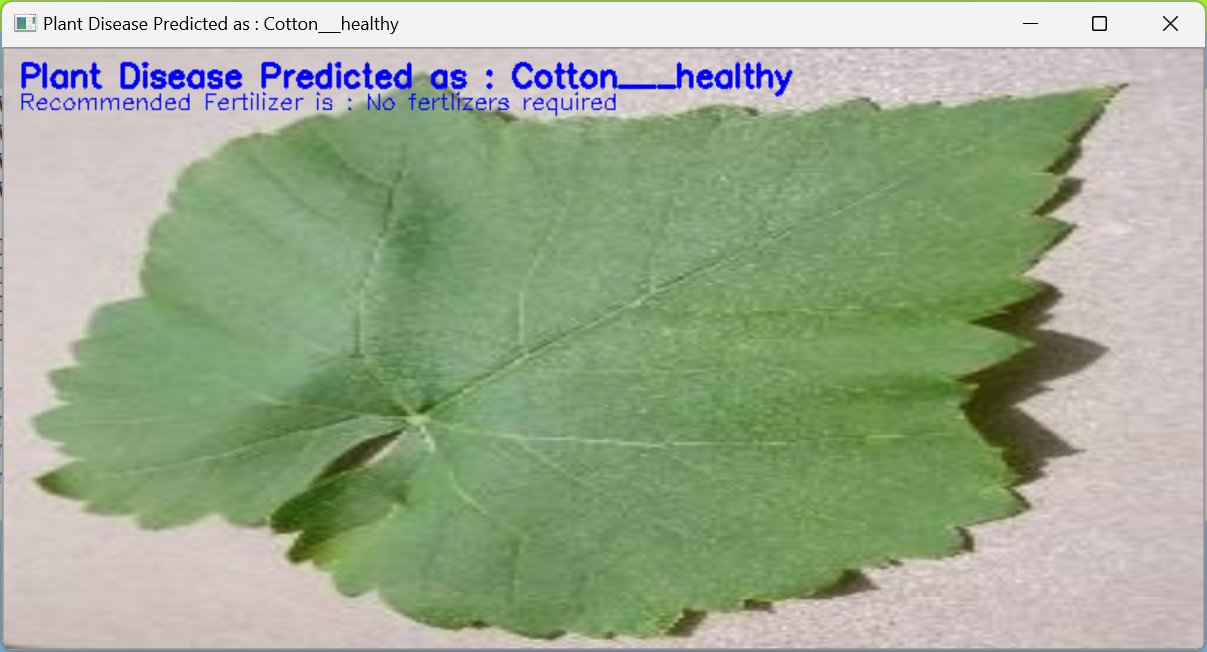 Plant Disease Predicted as : Cotton___healthy
Plant Disease Predicted as : Cotton___healthy
Recommended Fertilizer is : No fertlizers required